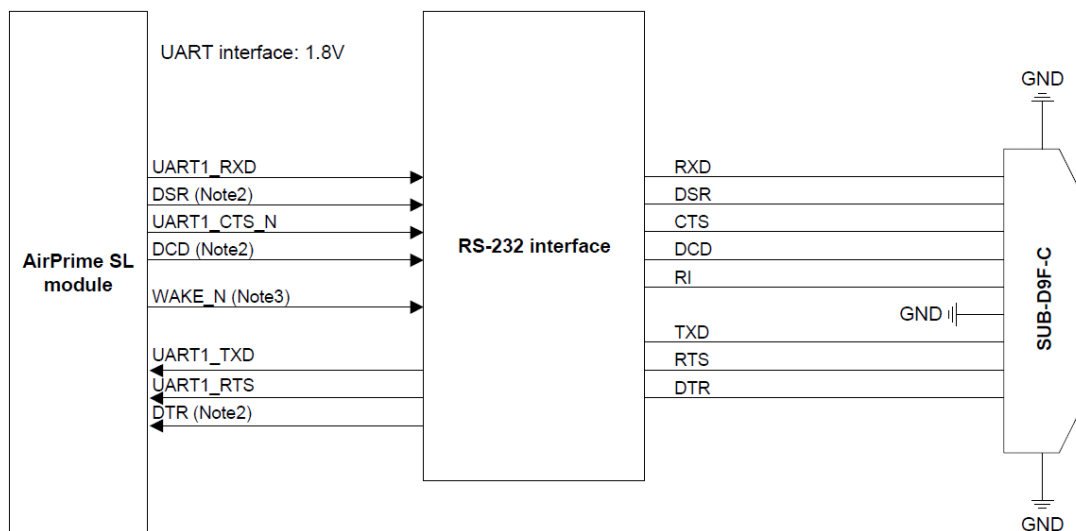 UART interface: 1.8V
GND
UART1_RXD
RXD
DSR (Note2)
DSR
UART1_CTS_N
CTS
RS-232 interface
DCD (Note2)
DCD
AirPrime SL
module
RI
WAKE_N (Note3)
GND
SUB-D9F-C
TXD
UART1_TXD
RTS
UART1_RTS
DTR
DTR (Note2)
GND